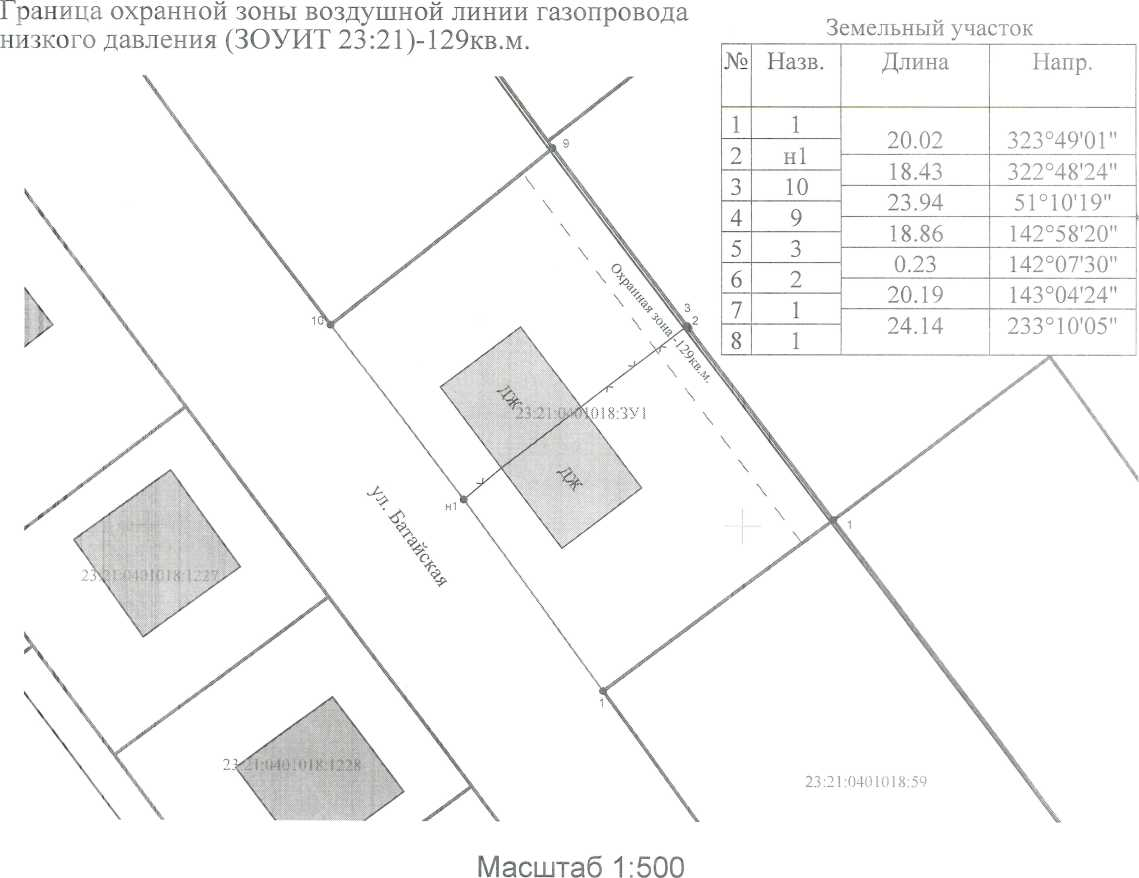 Граница охранной зоны воздушной линии газопровода
низкого давления (ЗОУИТ 23:21)-129кв.м.
Земельный участок
№ Назв. Длина Напр.
1 1
20.02 323°49'01"
2 н1
18.43 322°48'24"
3 10
23.94 51°10'19"
4 9
18.86 142°58'20"
5 3
0.23 142°07'30"
6 2
20.19 143°04'24"
7 1
24.14 233°10'05"
8 1
9
Охранная зона -129кв.м.
3
2
10
ДЖ
23:21:0401018:ЗУ1
ДЖ
н1
1
ул. Батайская
23:21:0401018:1227
1
23:21:0401018:1228
23:21:0401018:59
Масштаб 1:500